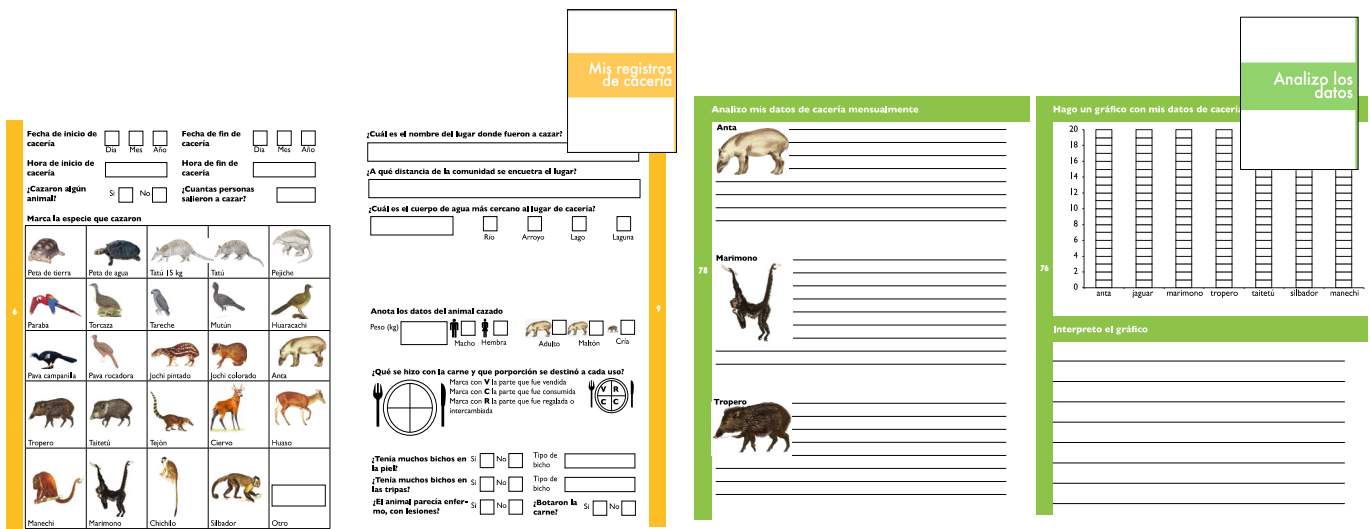 Mis registros
de cacería
Fecha de inicio de
cacería
Día Mes Año
Fecha de fin de
cacería
Día Mes Año
Hora de inicio de
cacería
Hora de fin de
cacería
¿Cazaron algún
animal?
Si No
¿Cuantas personas
salieron a cazar?
Marca la especie que cazaron
Peta de tierra Peta de agua Tatú 15 kg Tatú Pejiche
Paraba Torcaza Tareche Mutún Huaracachi
Pava campanilla Pava rocadora Jochi pintado Jochi colorado Anta
Tropero Taitetú Tejón Ciervo Huaso
Manechi Marimono Chichilo Silbador Otro
6
¿Cuál es el nombre del lugar donde fueron a cazar?
¿A qué distancia de la comunidad se encuetra el lugar?
¿Cuál es el cuerpo de agua más cercano al lugar de cacería?
Río Arroyo Lago Laguna
Anota los datos del animal cazado
Peso (kg)
Macho Hembra
Adulto Maltón Cría
¿Qué se hizo con la carne y que porporción se destinó a cada uso?
Marca con V la parte que fue vendida
Marca con C la parte que fue consumida
Marca con R la parte que fue regalada o
intercambiada
V R
C C
¿Tenía muchos bichos en
la piel?
Si No
Tipo de
bicho
¿Tenía muchos bichos en
las tripas?
Si No
Tipo de
bicho
¿El animal parecía enfer-
mo, con lesiones?
Si No
¿Botaron la
carne?
Si No
9
Analizo los
datos
Analizo mis datos de cacería mensualmente
Anta
Marimono
Tropero
78
Hago un gráfico con mis datos de cacería
20
18
16
14
12
10
8
6
4
2
0
anta jaguar marimono tropero taitetú silbador manechi
76
Interpreto el gráfico